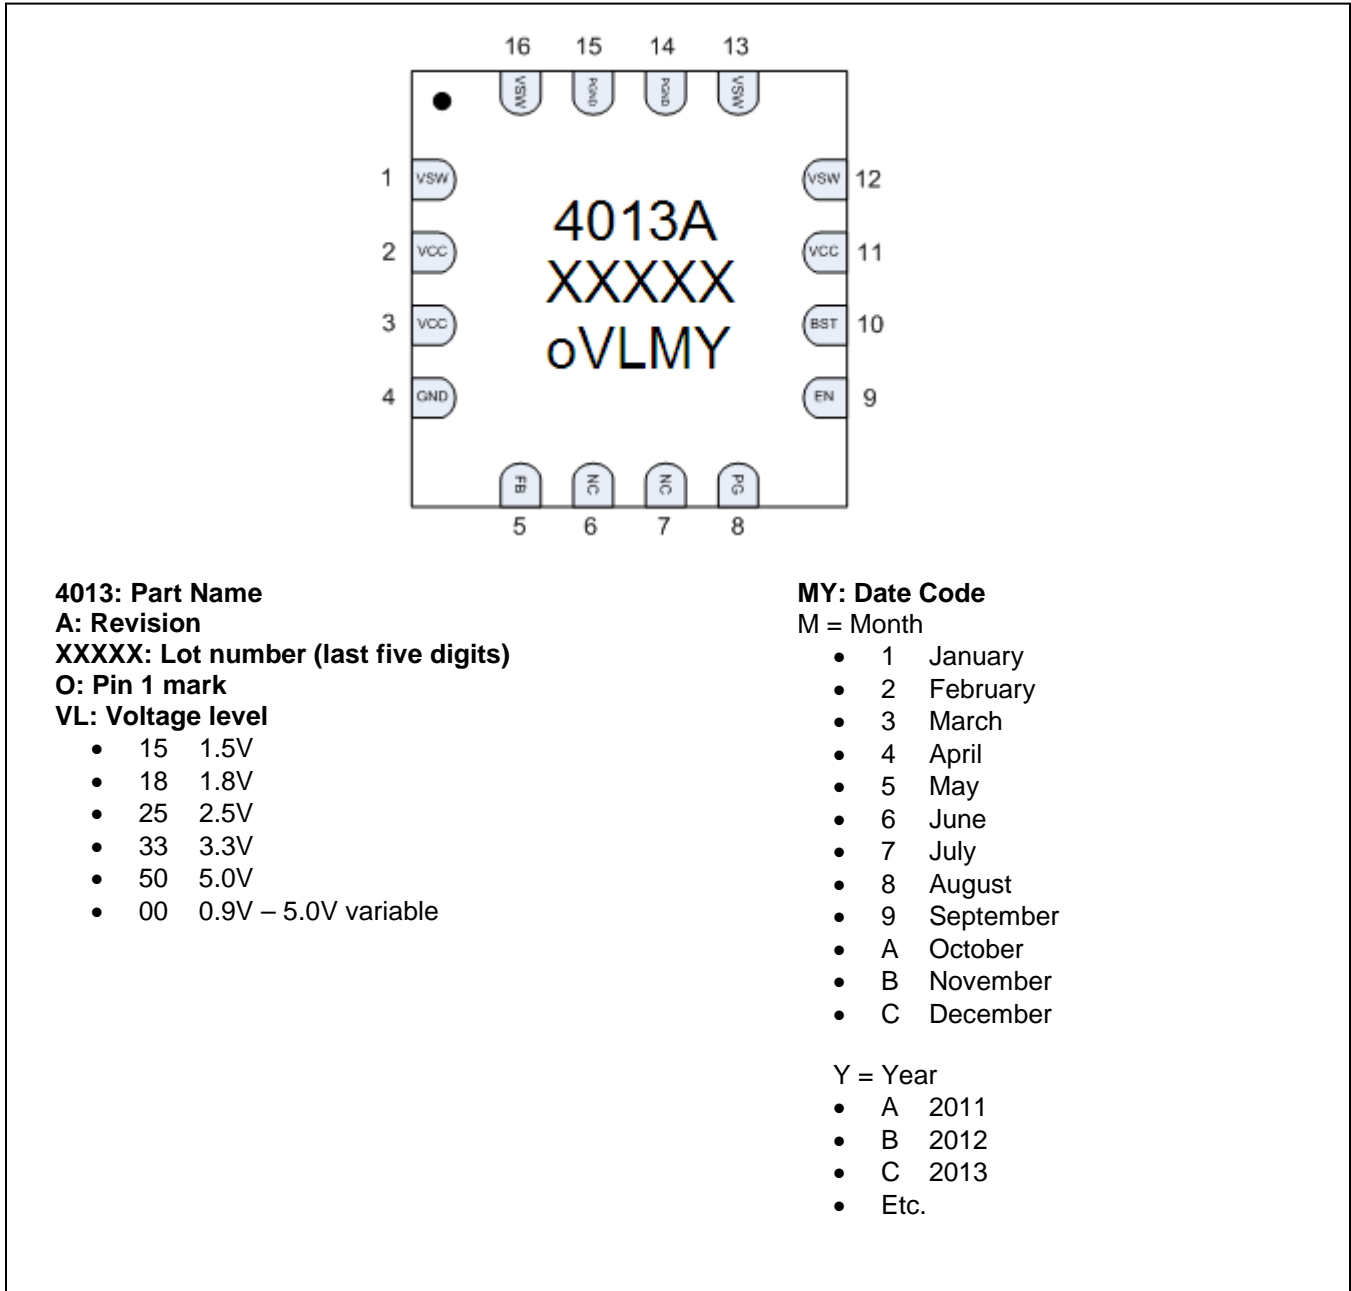 16 15 14 13
VSW PGND PGND VSW
1 VSW VSW 12
4013A
2 VCC VCC 11
XXXXX
3 VCC BST 10
oVLMY
4 GND EN 9
FB NC NC PG
5 6 7 8
4013: Part Name
A: Revision
XXXXX: Lot number (last five digits)
O: Pin 1 mark
VL: Voltage level
• 15 1.5V
• 18 1.8V
• 25 2.5V
• 33 3.3V
• 50 5.0V
• 00 0.9V – 5.0V variable
MY: Date Code
M = Month
• 1 January
• 2 February
• 3 March
• 4 April
• 5 May
• 6 June
• 7 July
• 8 August
• 9 September
• A October
• B November
• C December
Y = Year
• A 2011
• B 2012
• C 2013
• Etc.